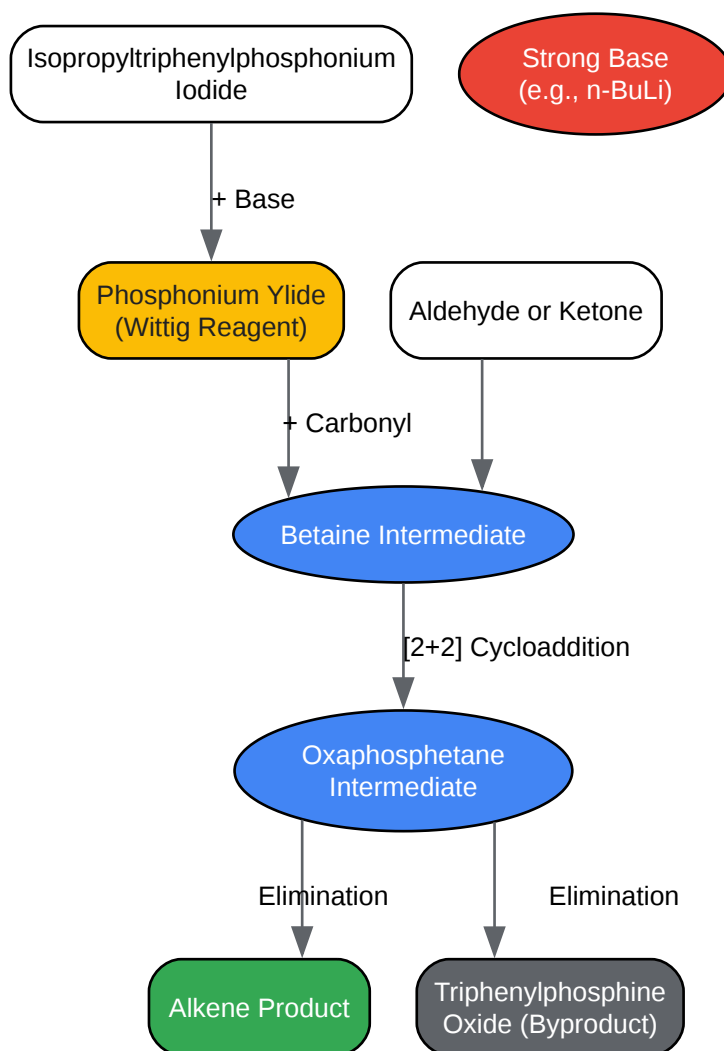 Isopropyltriphenylphosphonium
Iodide
Strong Base
(e.g., n-BuLi)
+ Base
Phosphonium Ylide
(Wittig Reagent)
Aldehyde or Ketone
+ Carbonyl
Betaine Intermediate
[2+2] Cycloaddition
Oxaphosphetane
Intermediate
Elimination
Elimination
Alkene Product
Triphenylphosphine
Oxide (Byproduct)